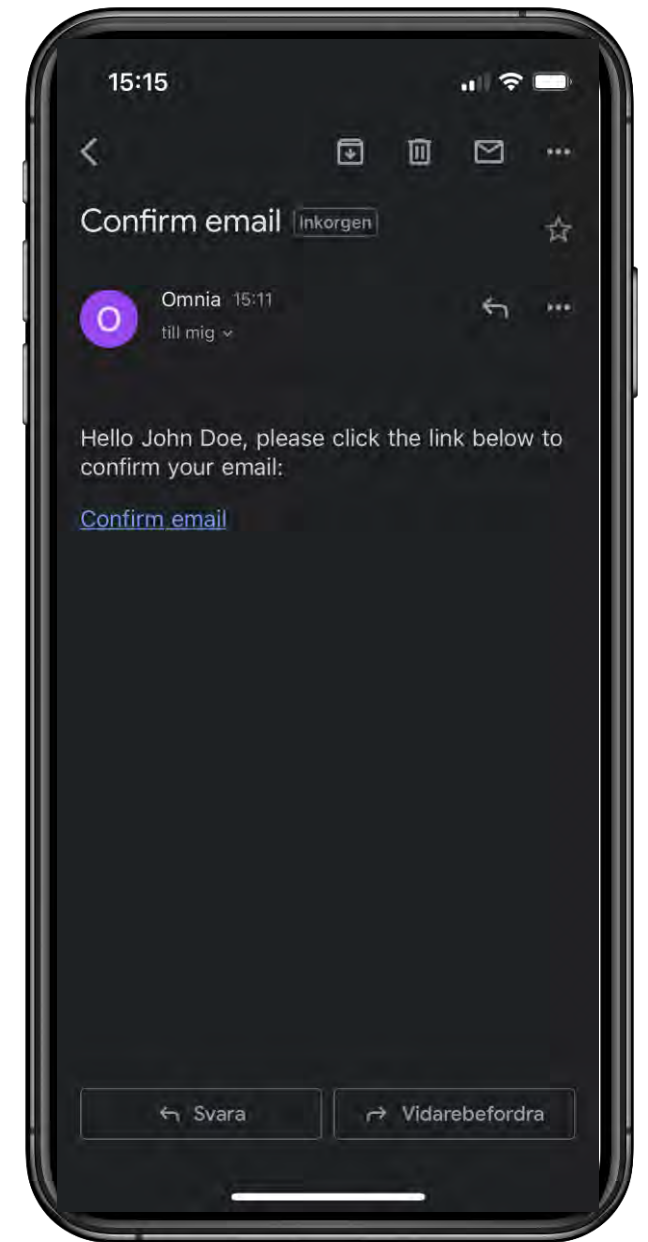 15:15
Confirm email Inkorgen
O
Omnia 15:11
till mig
Hello John Doe, please click the link below to
confirm your email:
Confirm email
Svara
Vidarebefordra